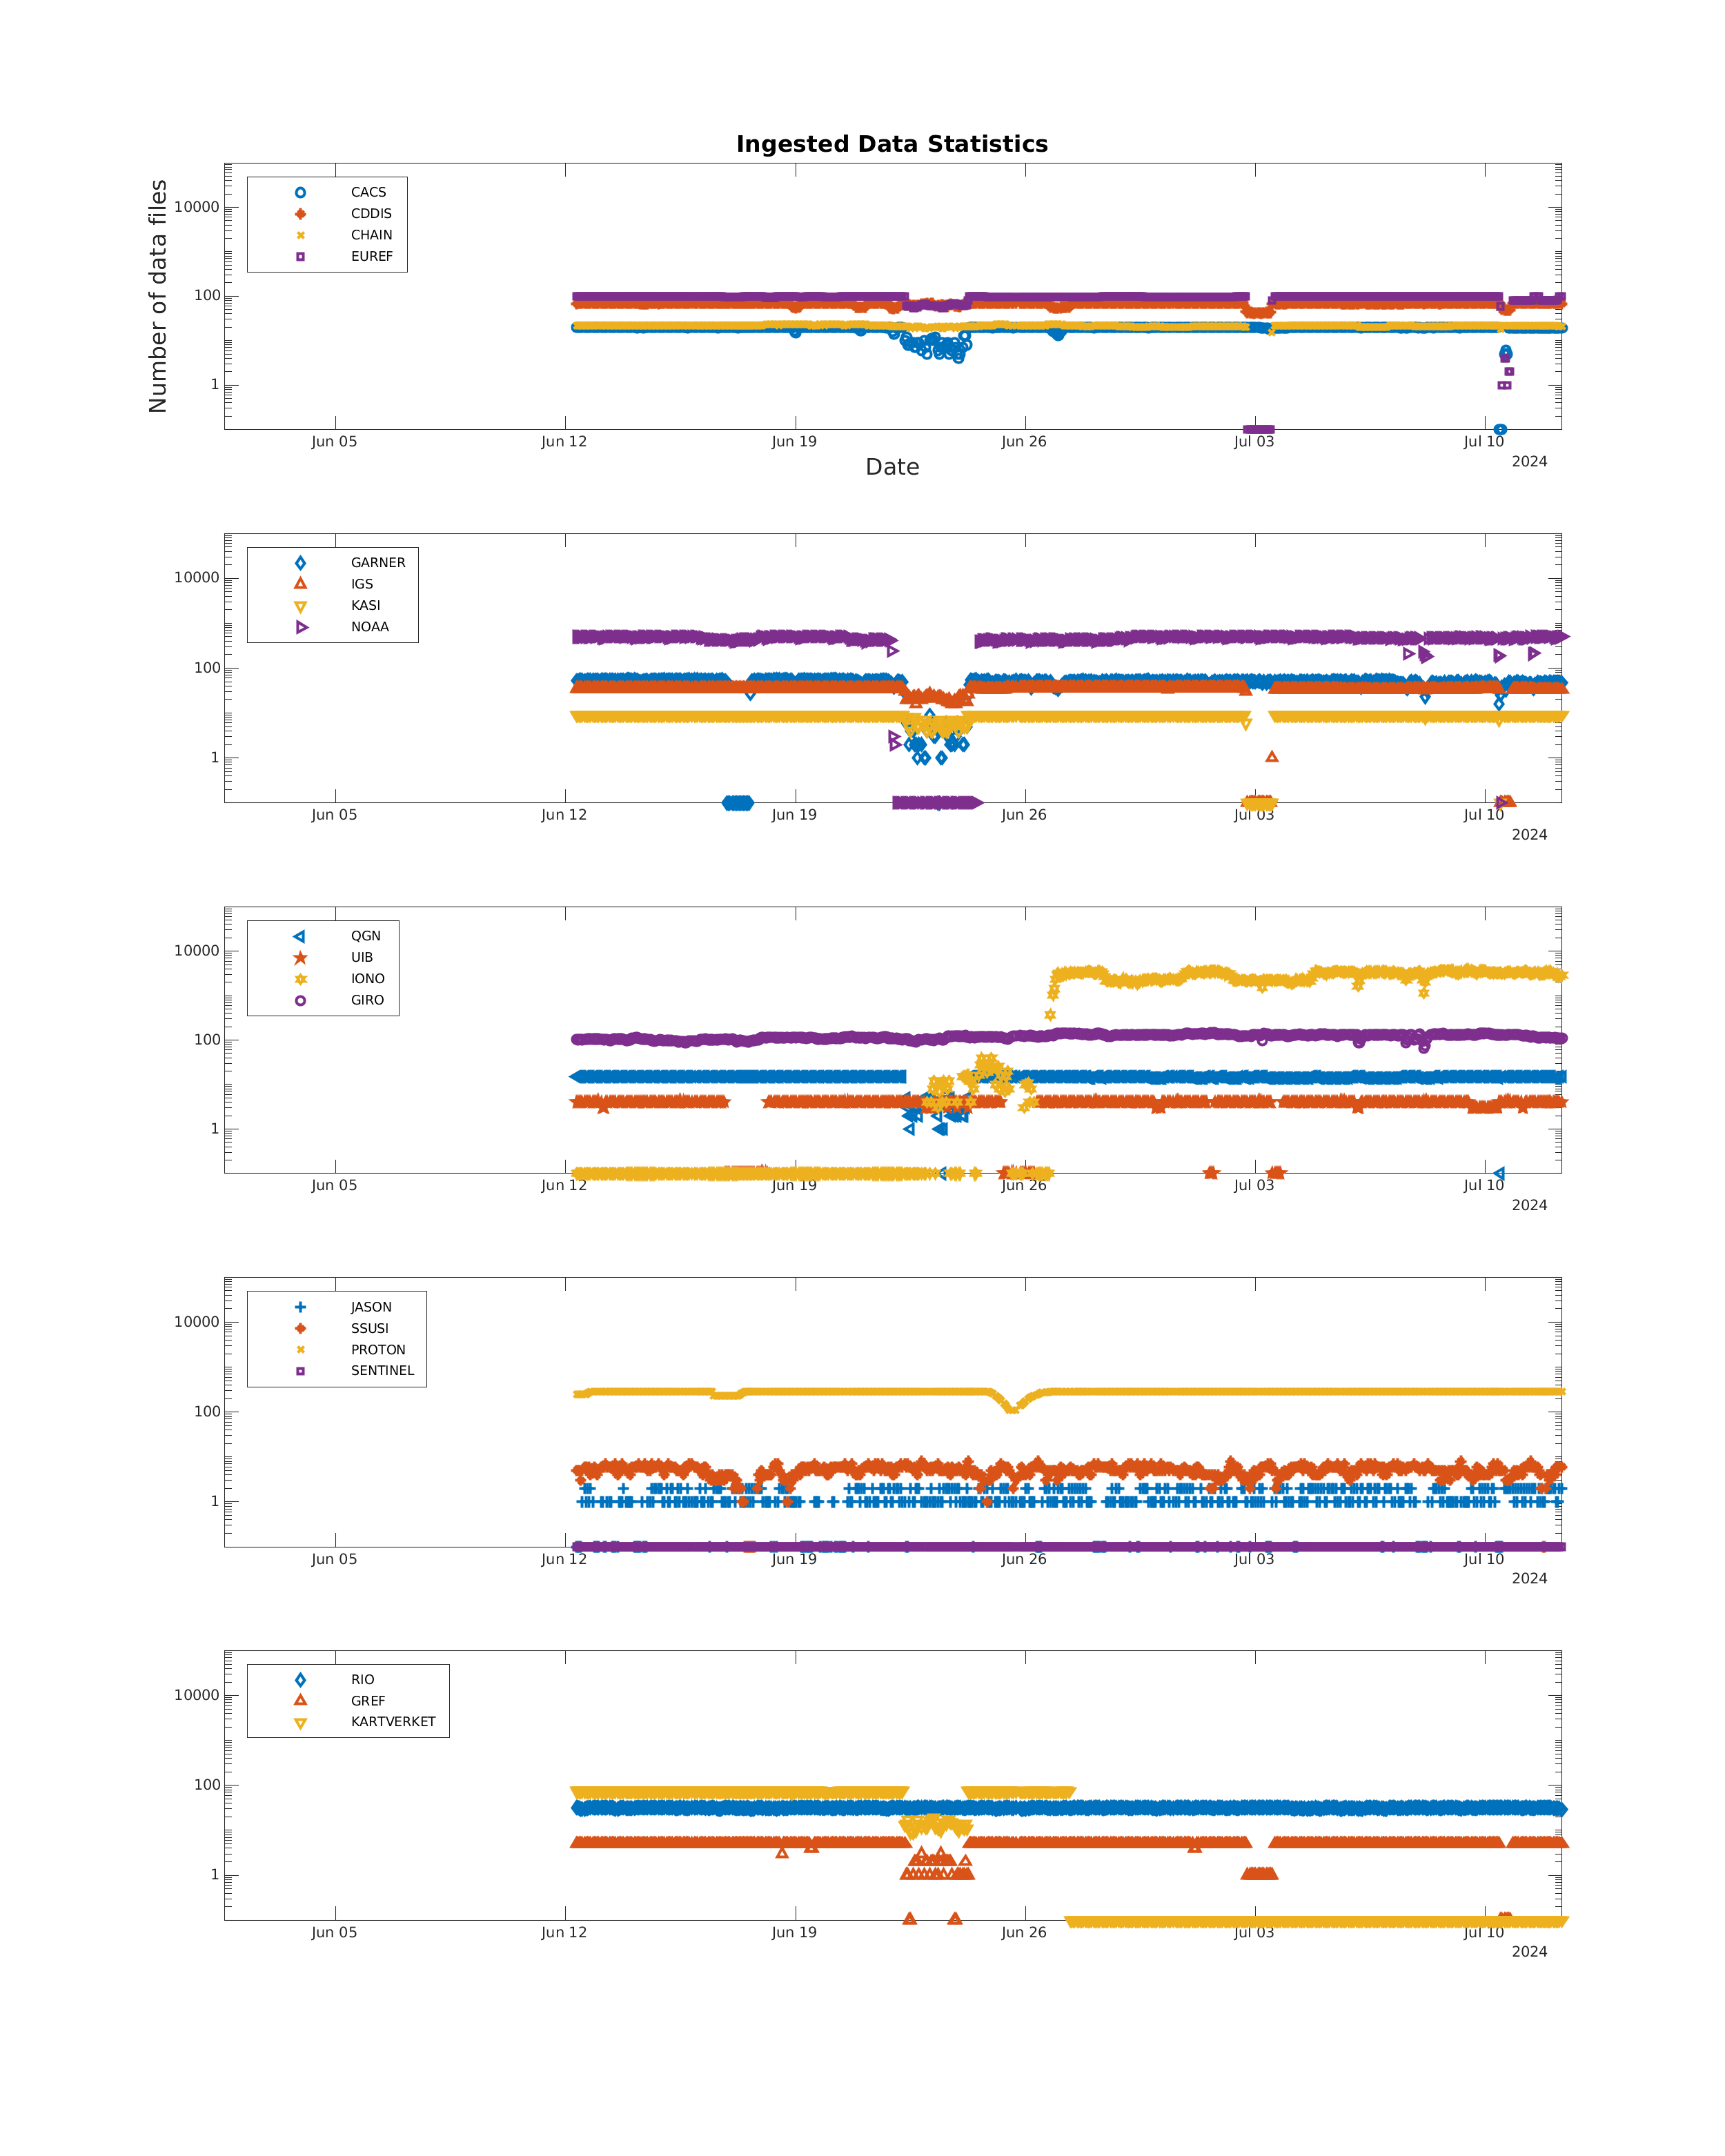 Ingested Data Statistics
Number of data files
10000
100
1
CACS
CDDIS
CHAIN
EUREF
Jun 05 Jun 12 Jun 19 Jun 26 Jul 03 Jul 10
2024
Date
10000
100
1
GARNER
IGS
KASI
NOAA
Jun 05 Jun 12 Jun 19 Jun 26 Jul 03 Jul 10
2024
10000
100
1
QGN
UIB
IONO
GIRO
Jun 05 Jun 12 Jun 19 Jun 26 Jul 03 Jul 10
2024
10000
100
1
JASON
SSUSI
PROTON
SENTINEL
Jun 05 Jun 12 Jun 19 Jun 26 Jul 03 Jul 10
2024
10000
100
1
RIO
GREF
KARTVERKET
Jun 05 Jun 12 Jun 19 Jun 26 Jul 03 Jul 10
2024